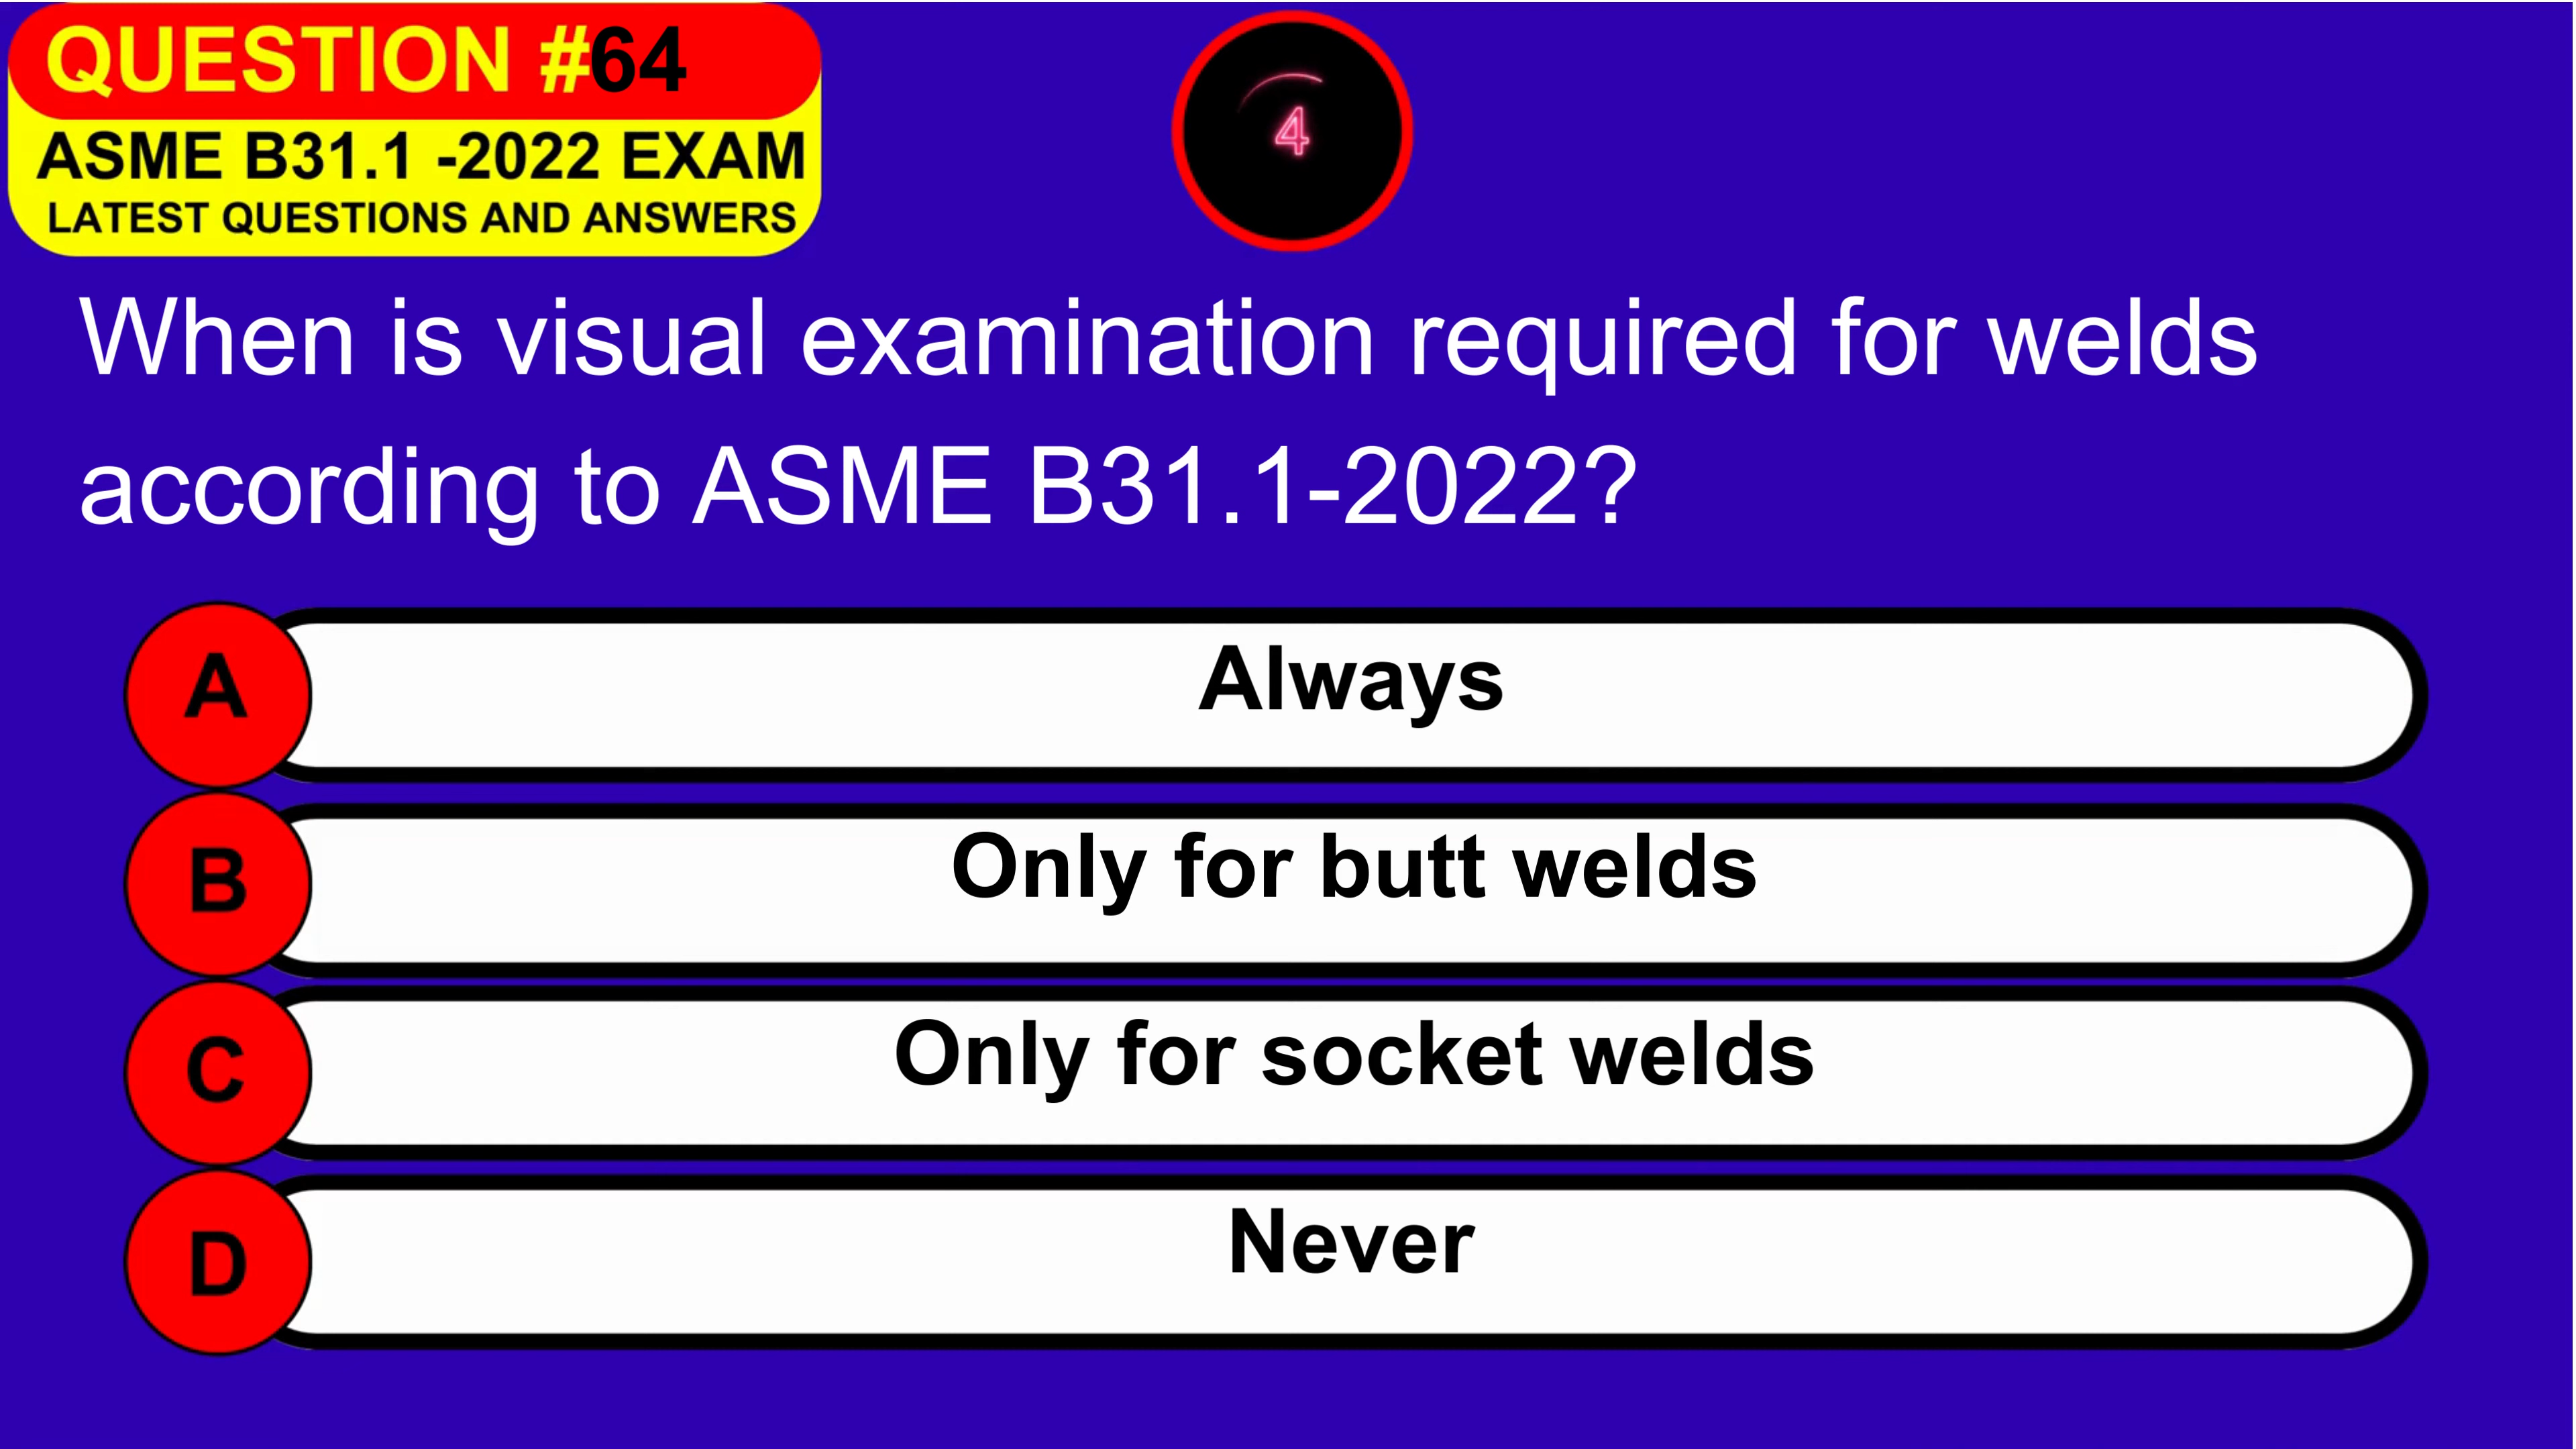 QUESTION #64
ASME B31.1 -2022 EXAM
LATEST QUESTIONS AND ANSWERS
4
When is visual examination required for welds
according to ASME B31.1-2022?
A Always
B Only for butt welds
C Only for socket welds
D Never